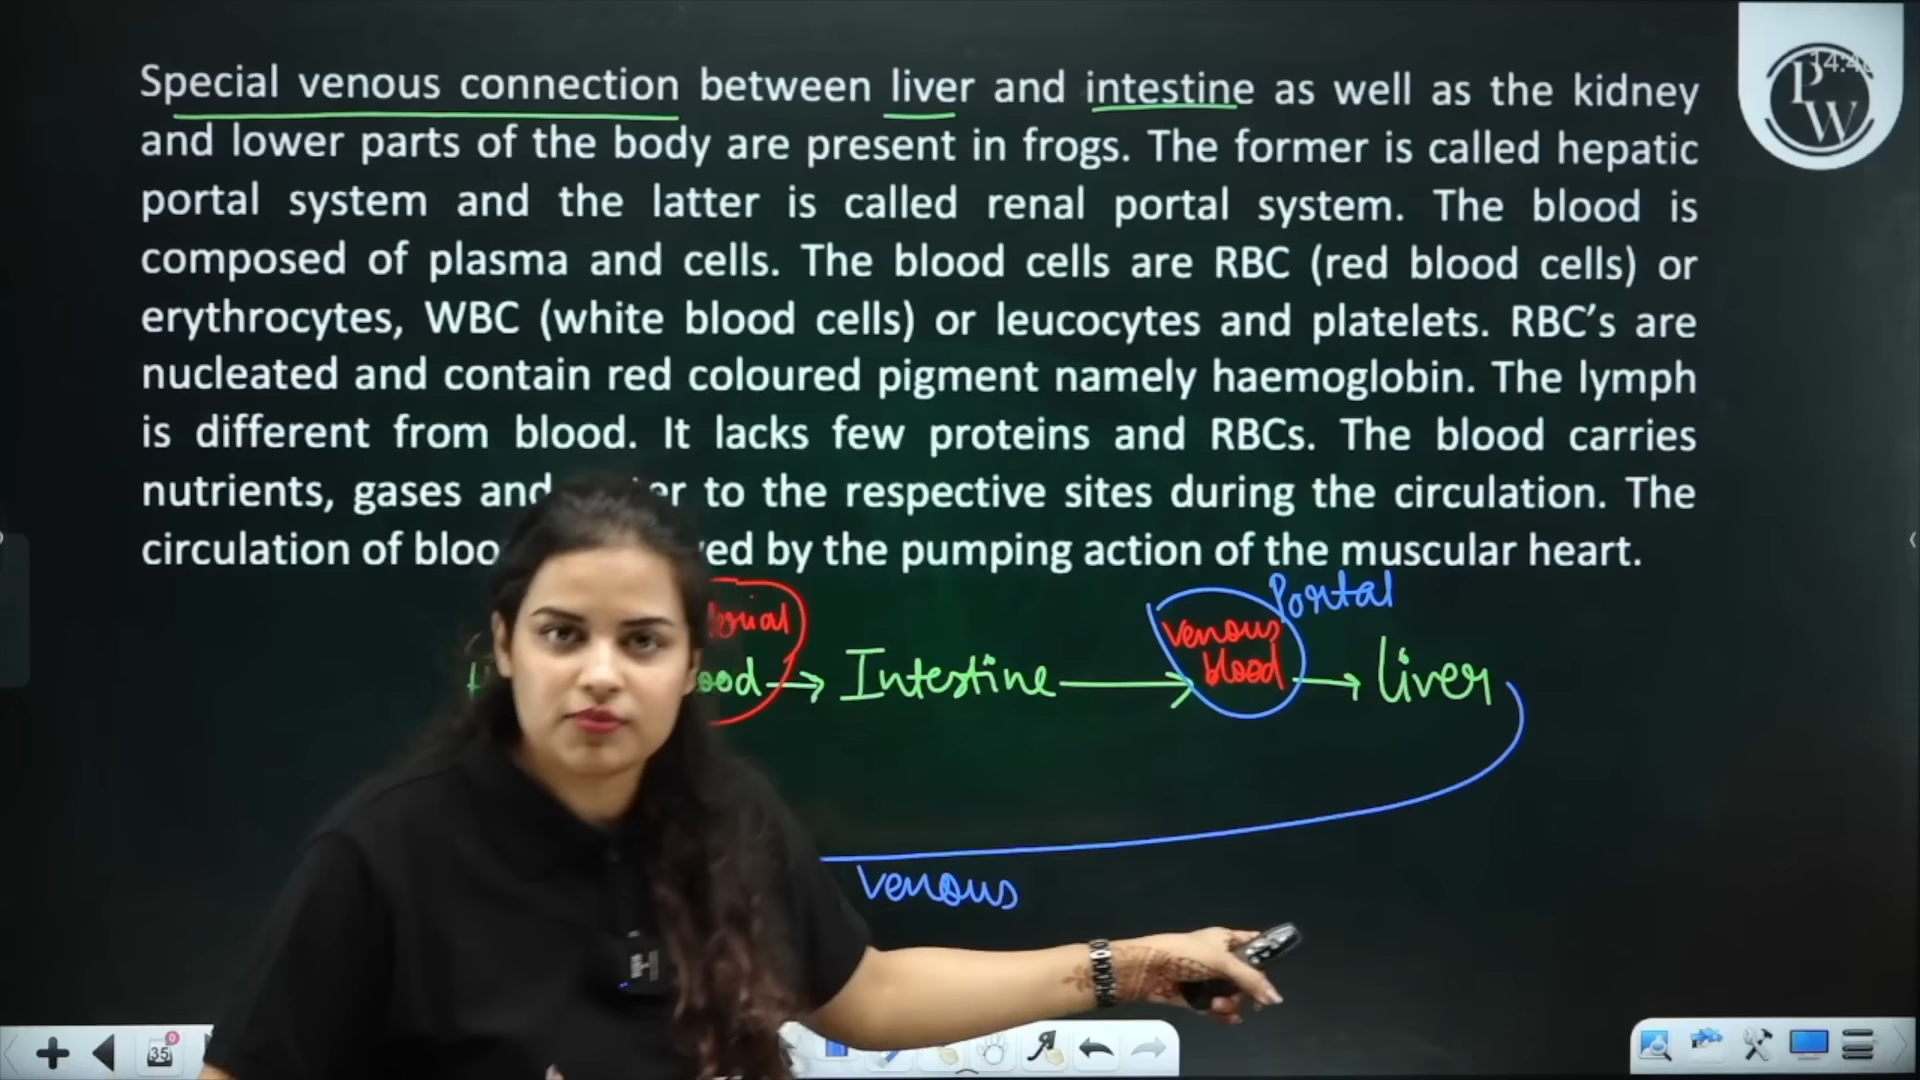 Special venous connection between liver and intestine as well as the kidney
and lower parts of the body are present in frogs. The former is called hepatic
portal system and the latter is called renal portal system. The blood is
composed of plasma and cells. The blood cells are RBC (red blood cells) or
erythrocytes, WBC (white blood cells) or leucocytes and platelets. RBC’s are
nucleated and contain red coloured pigment namely haemoglobin. The lymph
is different from blood. It lacks few proteins and RBCs. The blood carries
nutrients, gases and to the respective sites during the circulation. The
circulation of by the pumping action of the muscular heart.
Portal
venous
blood
Intestine
liver
venous
PW
35
0